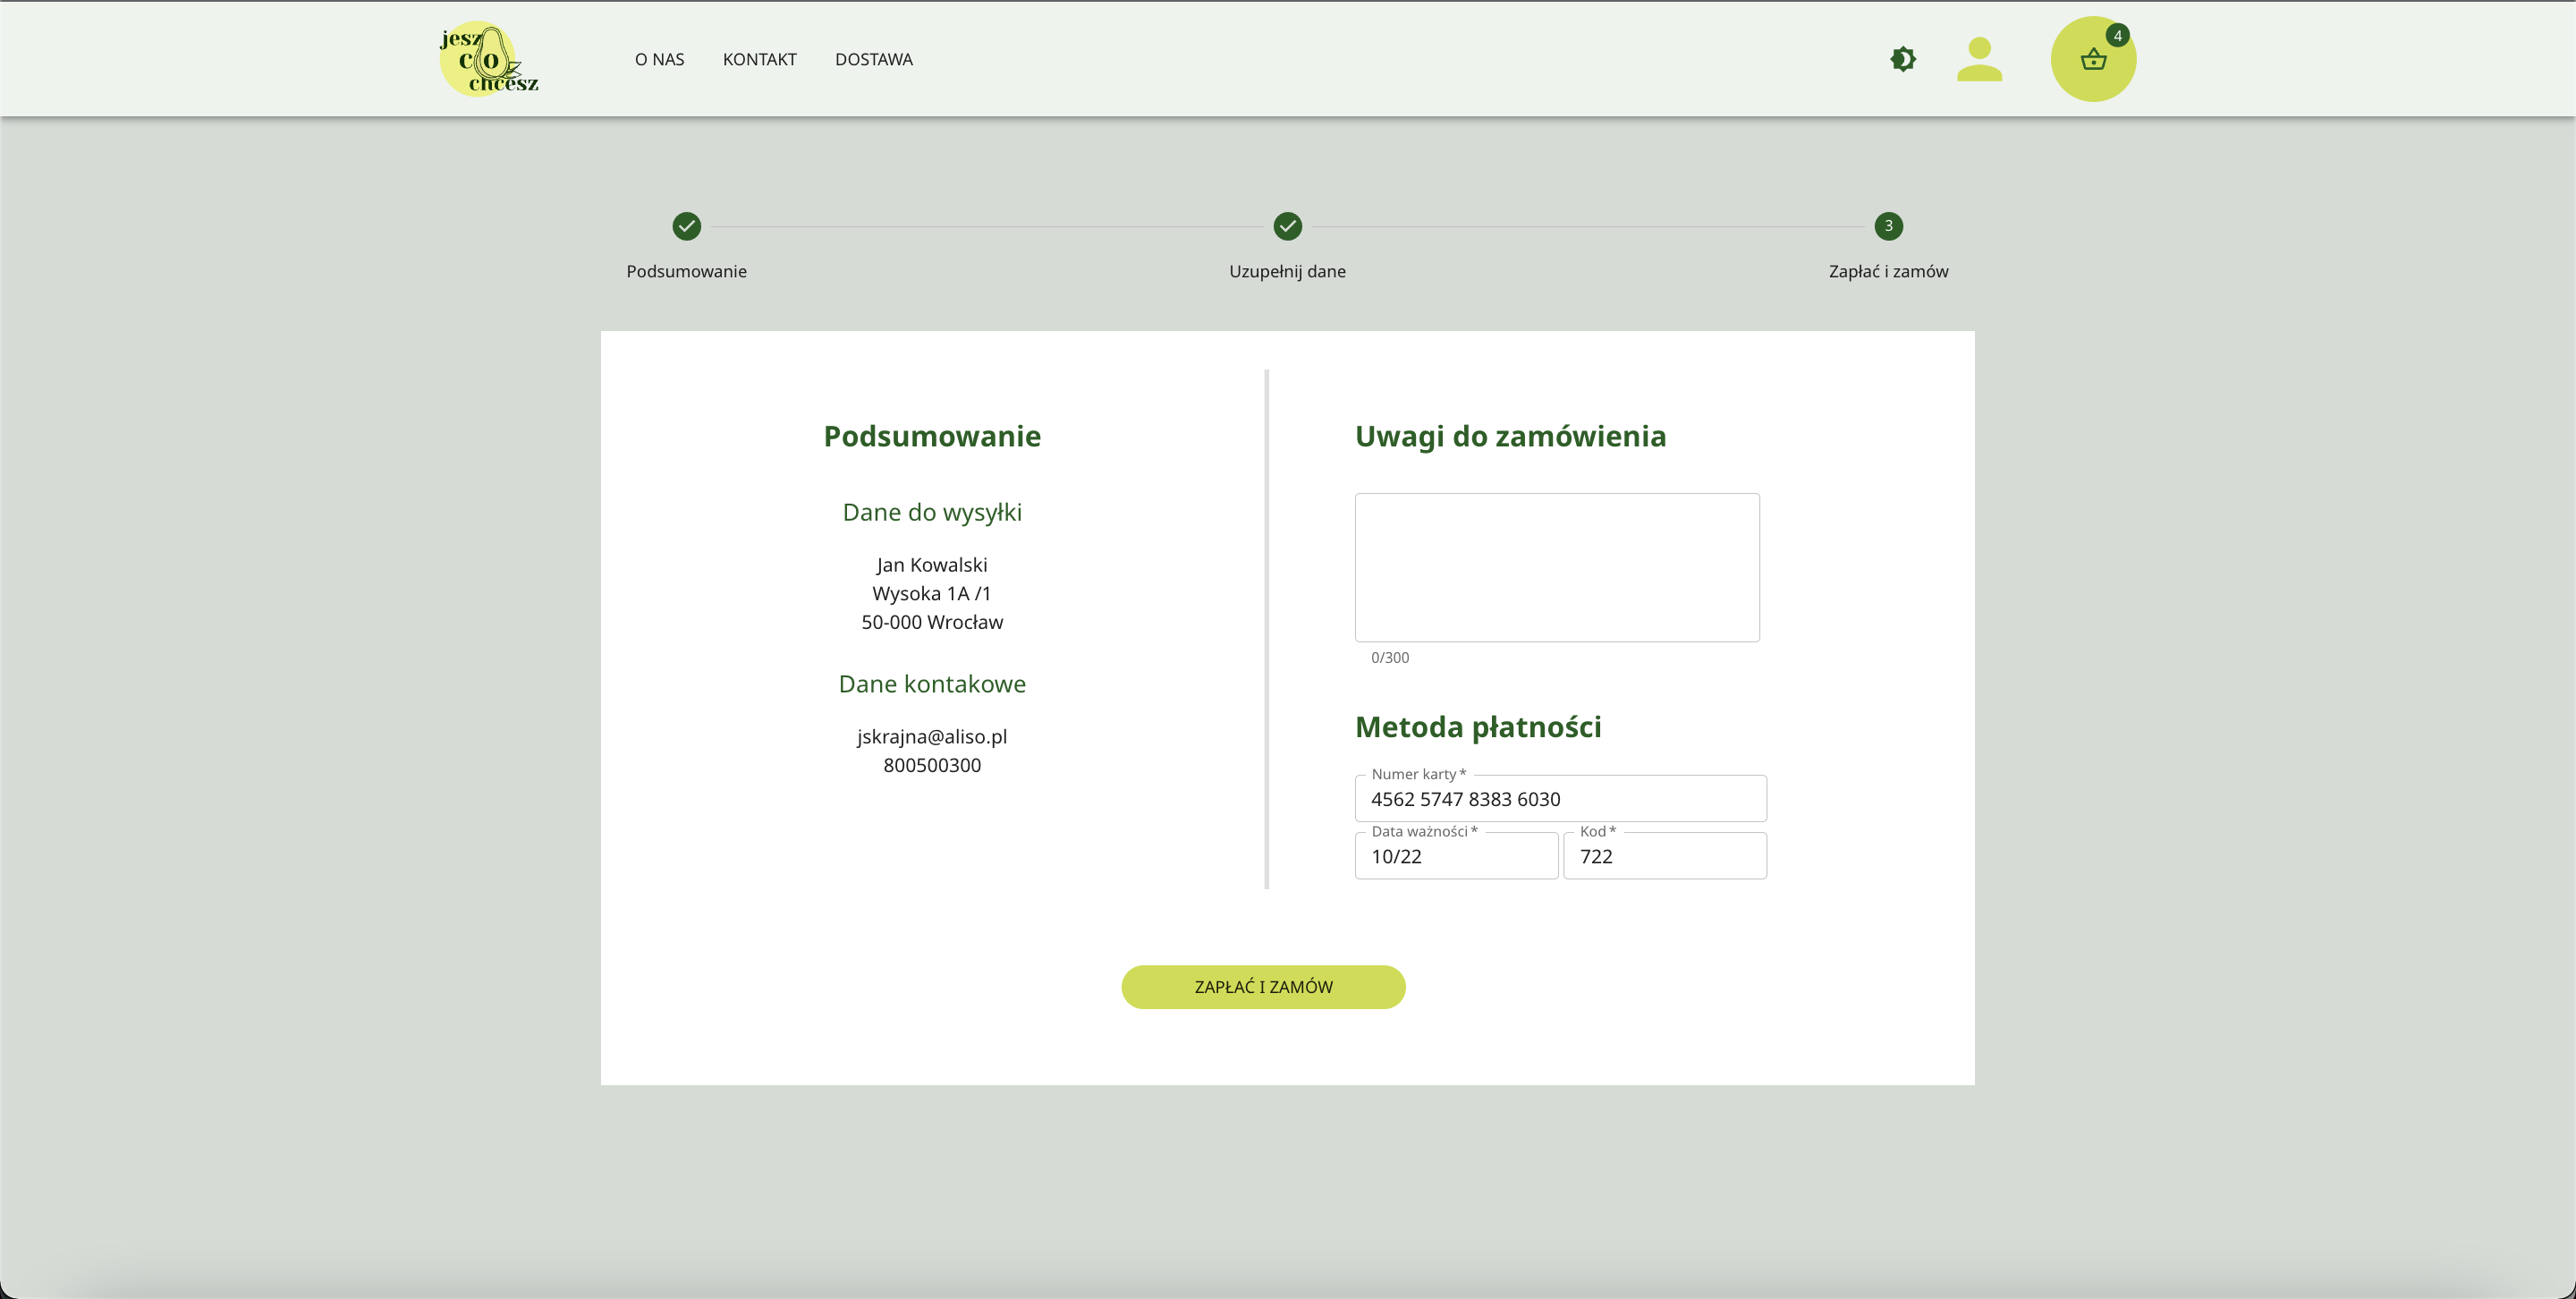 jesz
co
chcesz
O NAS
KONTAKT
DOSTAWA
4
3
Podsumowanie
Uzupełnij dane
Zapłać i zamów
Podsumowanie
Dane do wysyłki
Jan Kowalski
Wysoka 1A /1
50-000 Wrocław
Dane kontakowe
jskrajna@aliso.pl
800500300
Uwagi do zamówienia
0/300
Metoda płatności
Numer karty *
4562 5747 8383 6030
Data ważności *
10/22
Kod *
722
ZAPŁAĆ I ZAMÓW